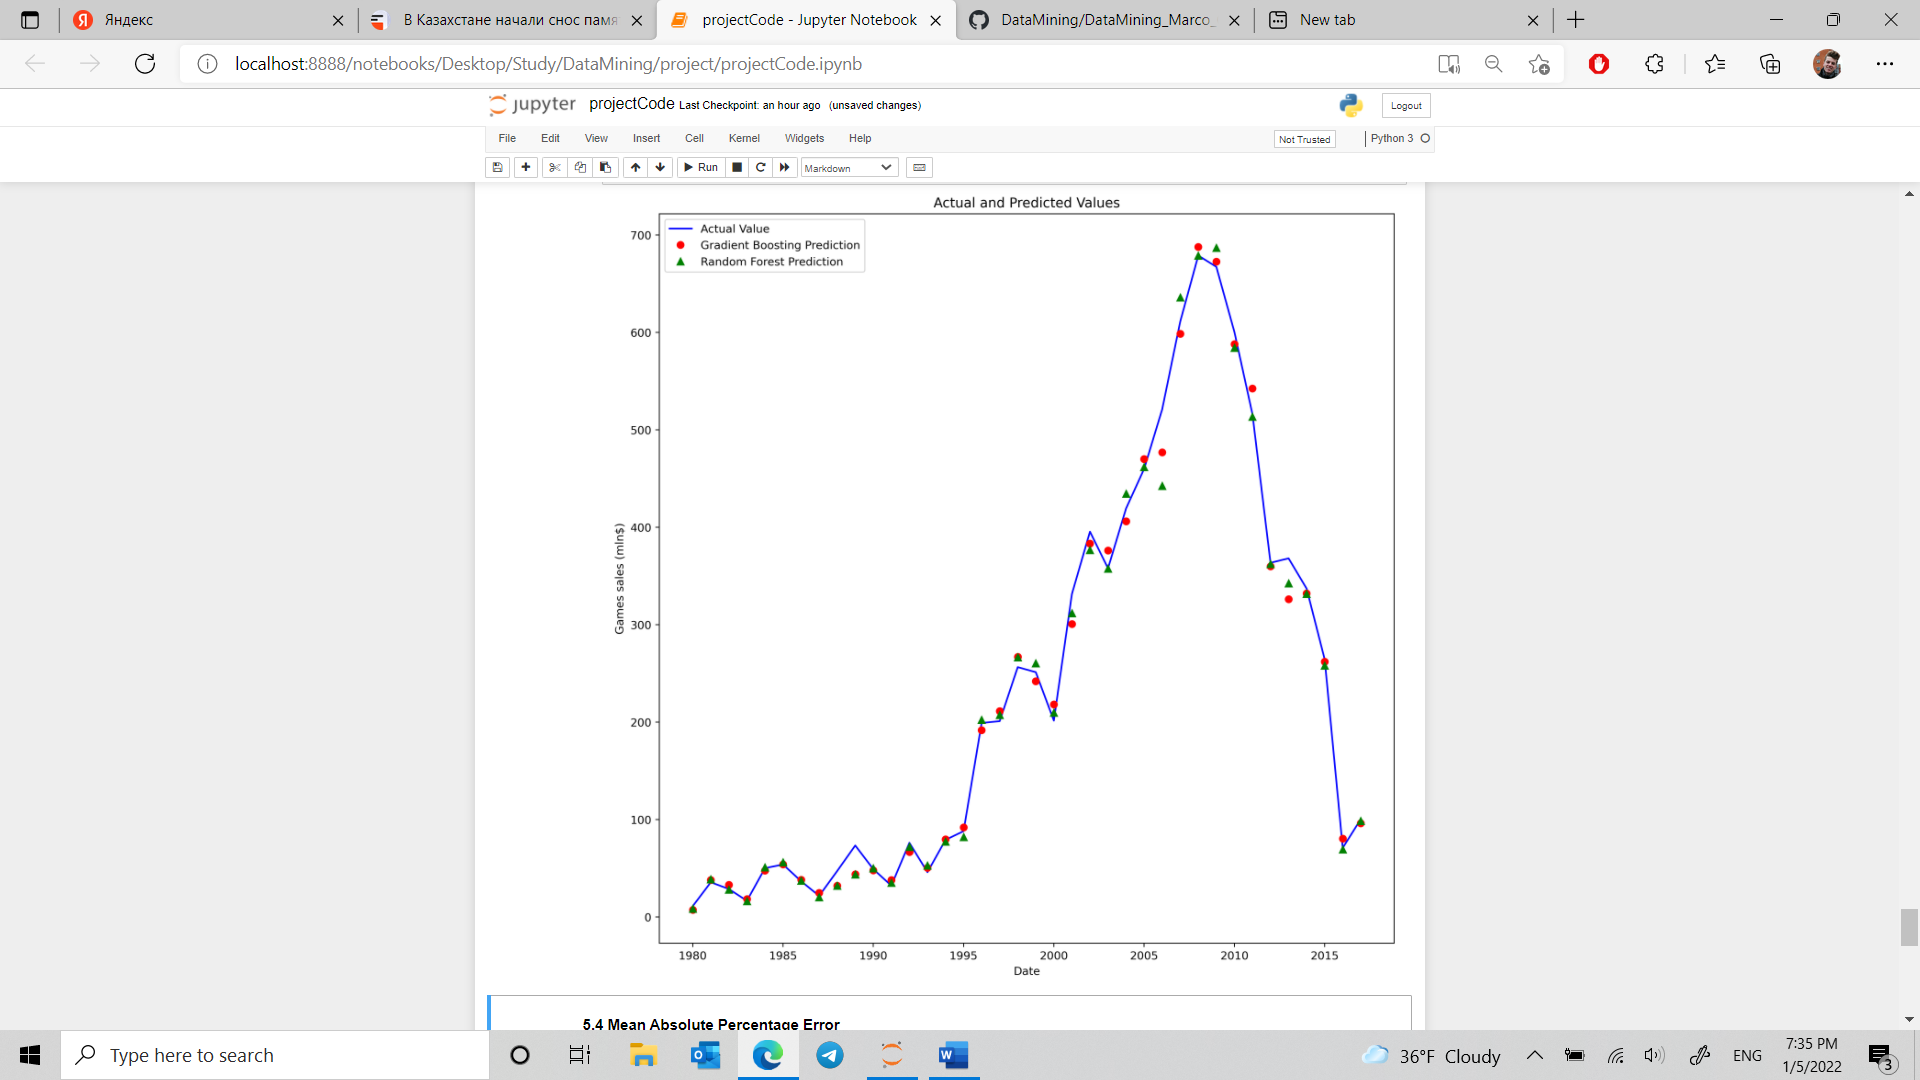 Яндекс
В Казахстане начали снос пам
projectCode - Jupyter Notebook
DataMining/DataMining_Marco_
New tab
localhost:8888/notebooks/Desktop/Study/DataMining/project/projectCode.ipynb
jupyter projectCode Last Checkpoint: an hour ago (unsaved changes)
Logout
File Edit View Insert Cell Kernel Widgets Help
Not Trusted
Python 3
Run
Markdown
Actual and Predicted Values
Actual Value
Gradient Boosting Prediction
Random Forest Prediction
700
600
500
400
300
200
100
0
Games sales (mln$)
1980 1985 1990 1995 2000 2005 2010 2015
Date
5.4 Mean Absolute Percentage Error
Type here to search
36°F Cloudy
ENG
7:35 PM
1/5/2022
3